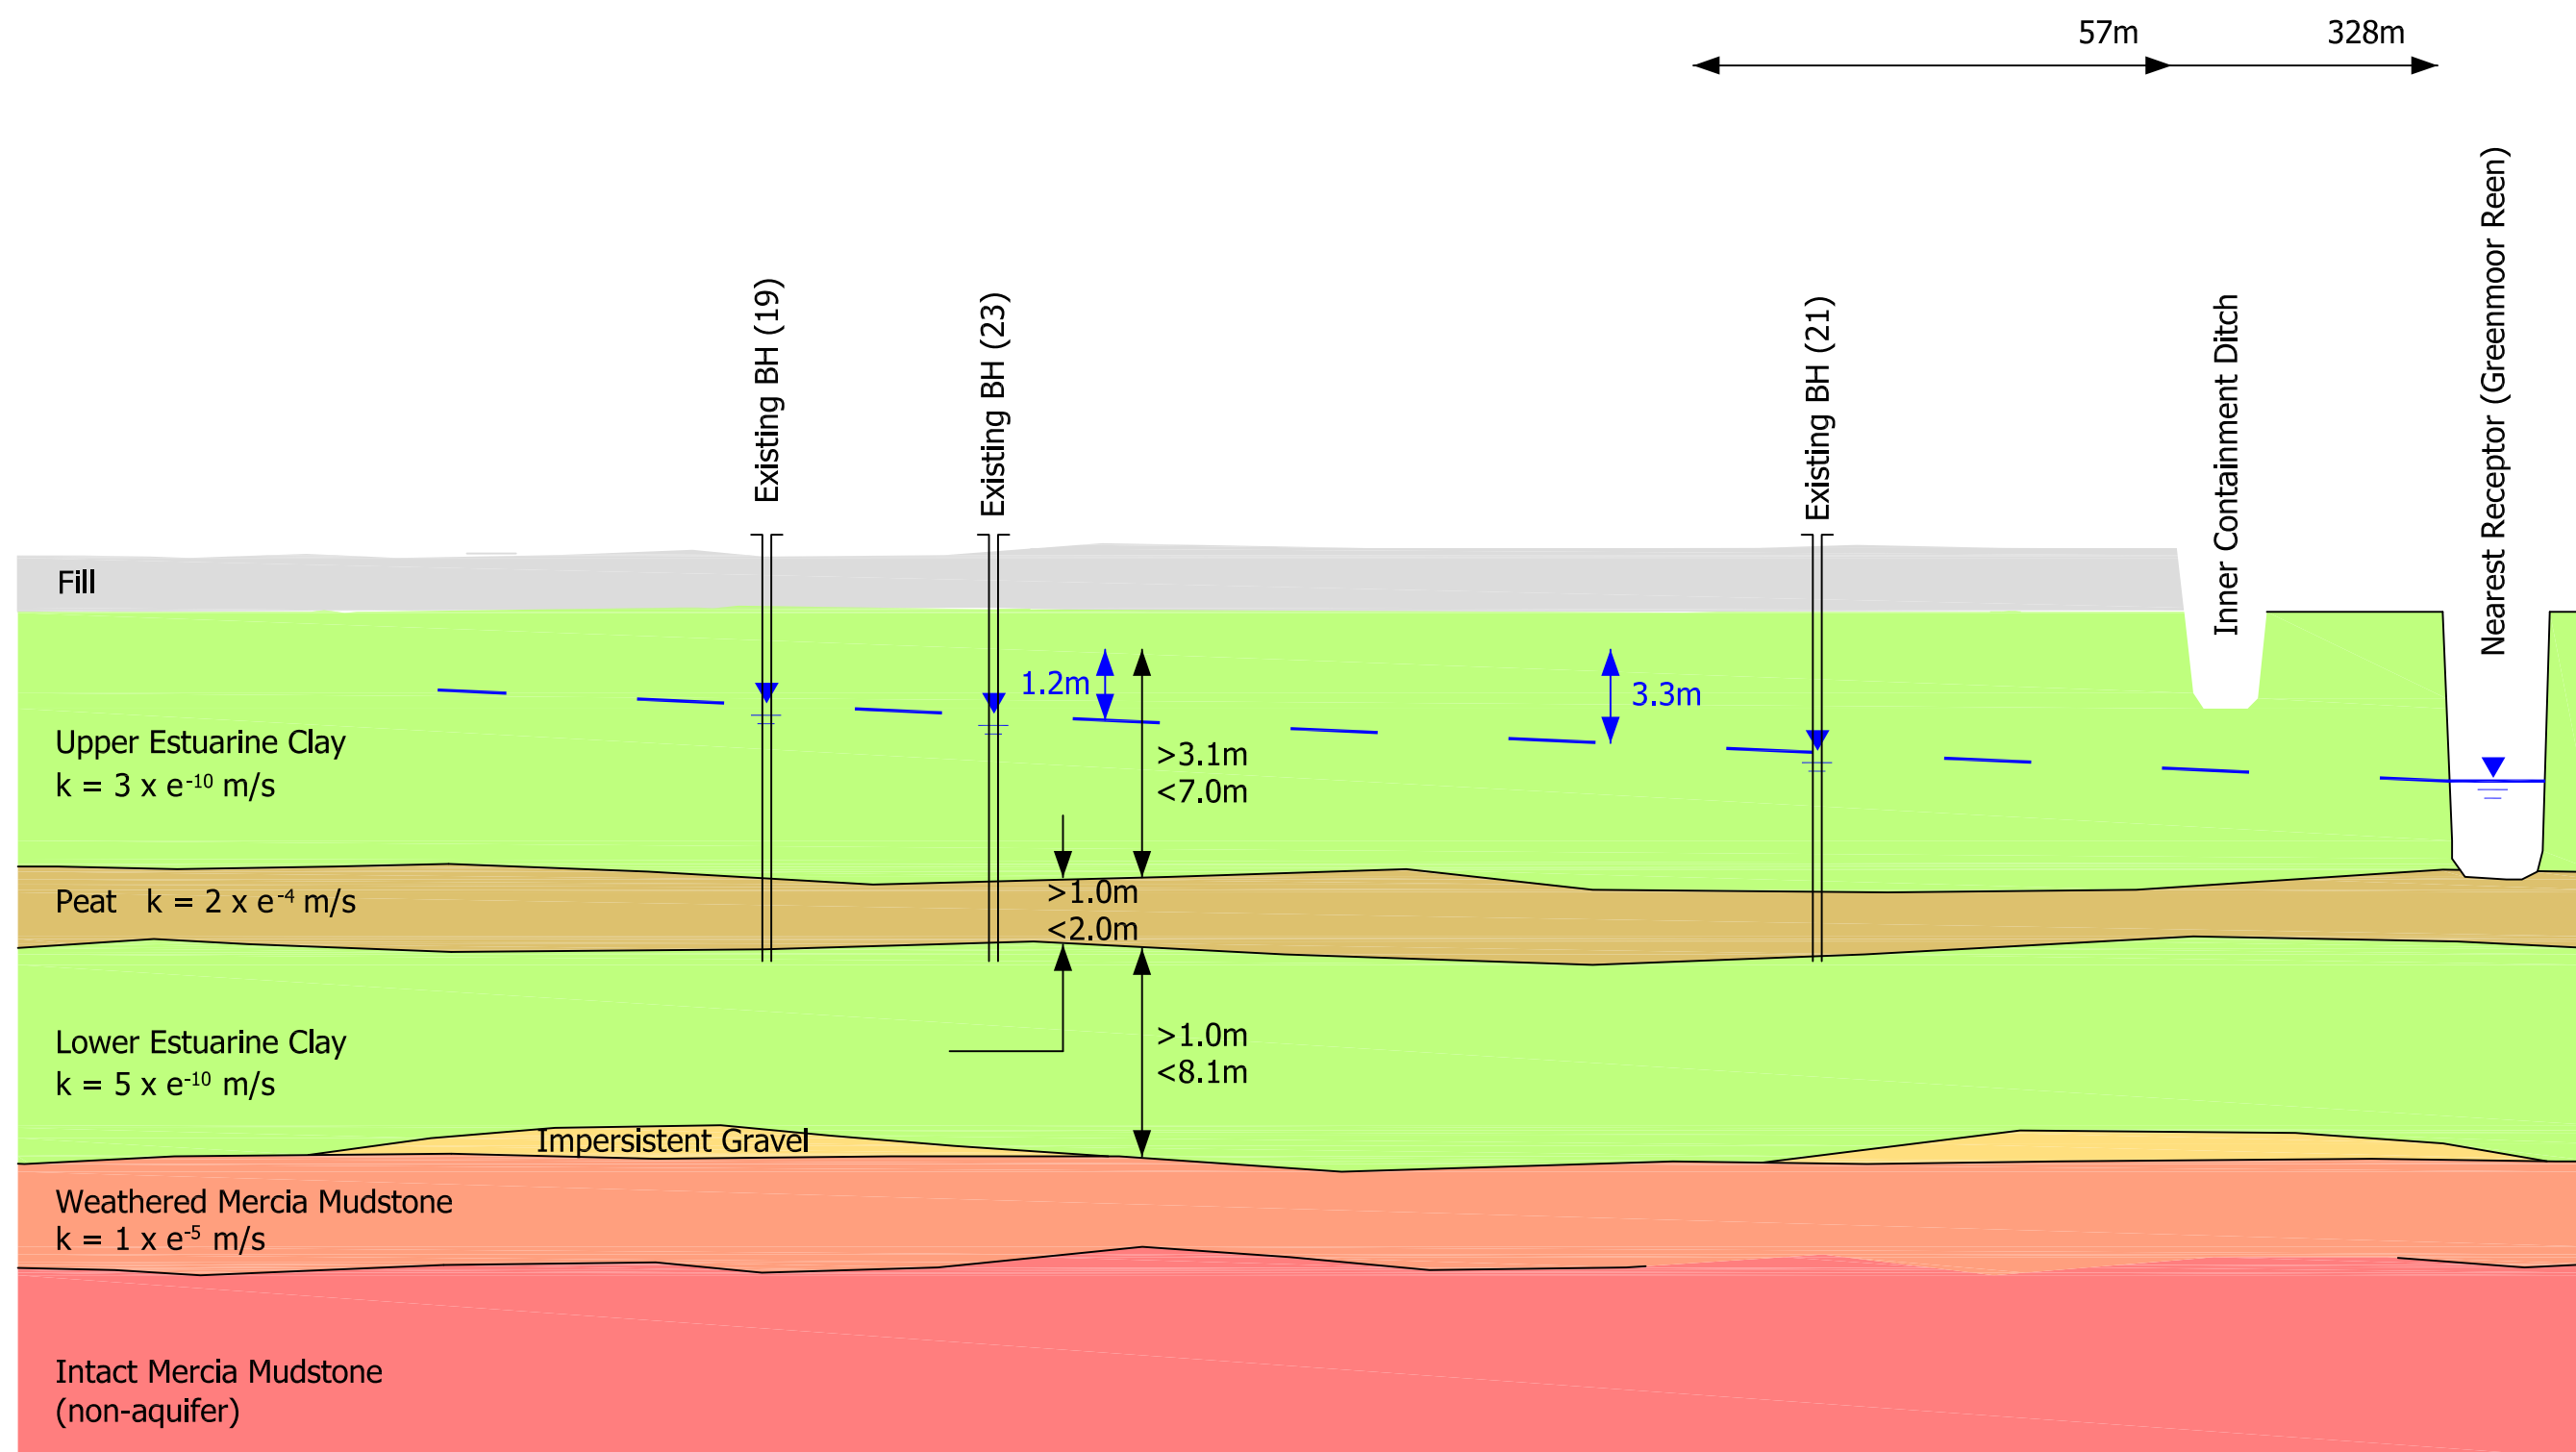 57m
328m
Existing BH (19)
Existing BH (23)
Existing BH (21)
Inner Containment Ditch
Nearest Receptor (Greenmoor Reen)
Fill
1.2m
3.3m
Upper Estuarine Clay
k = 3 x e-10 m/s
>3.1m
<7.0m
Peat k = 2 x e-4 m/s
>1.0m
<2.0m
Lower Estuarine Clay
k = 5 x e-10 m/s
>1.0m
<8.1m
Impersistent Gravel
Weathered Mercia Mudstone
k = 1 x e-5 m/s
Intact Mercia Mudstone
(non-aquifer)